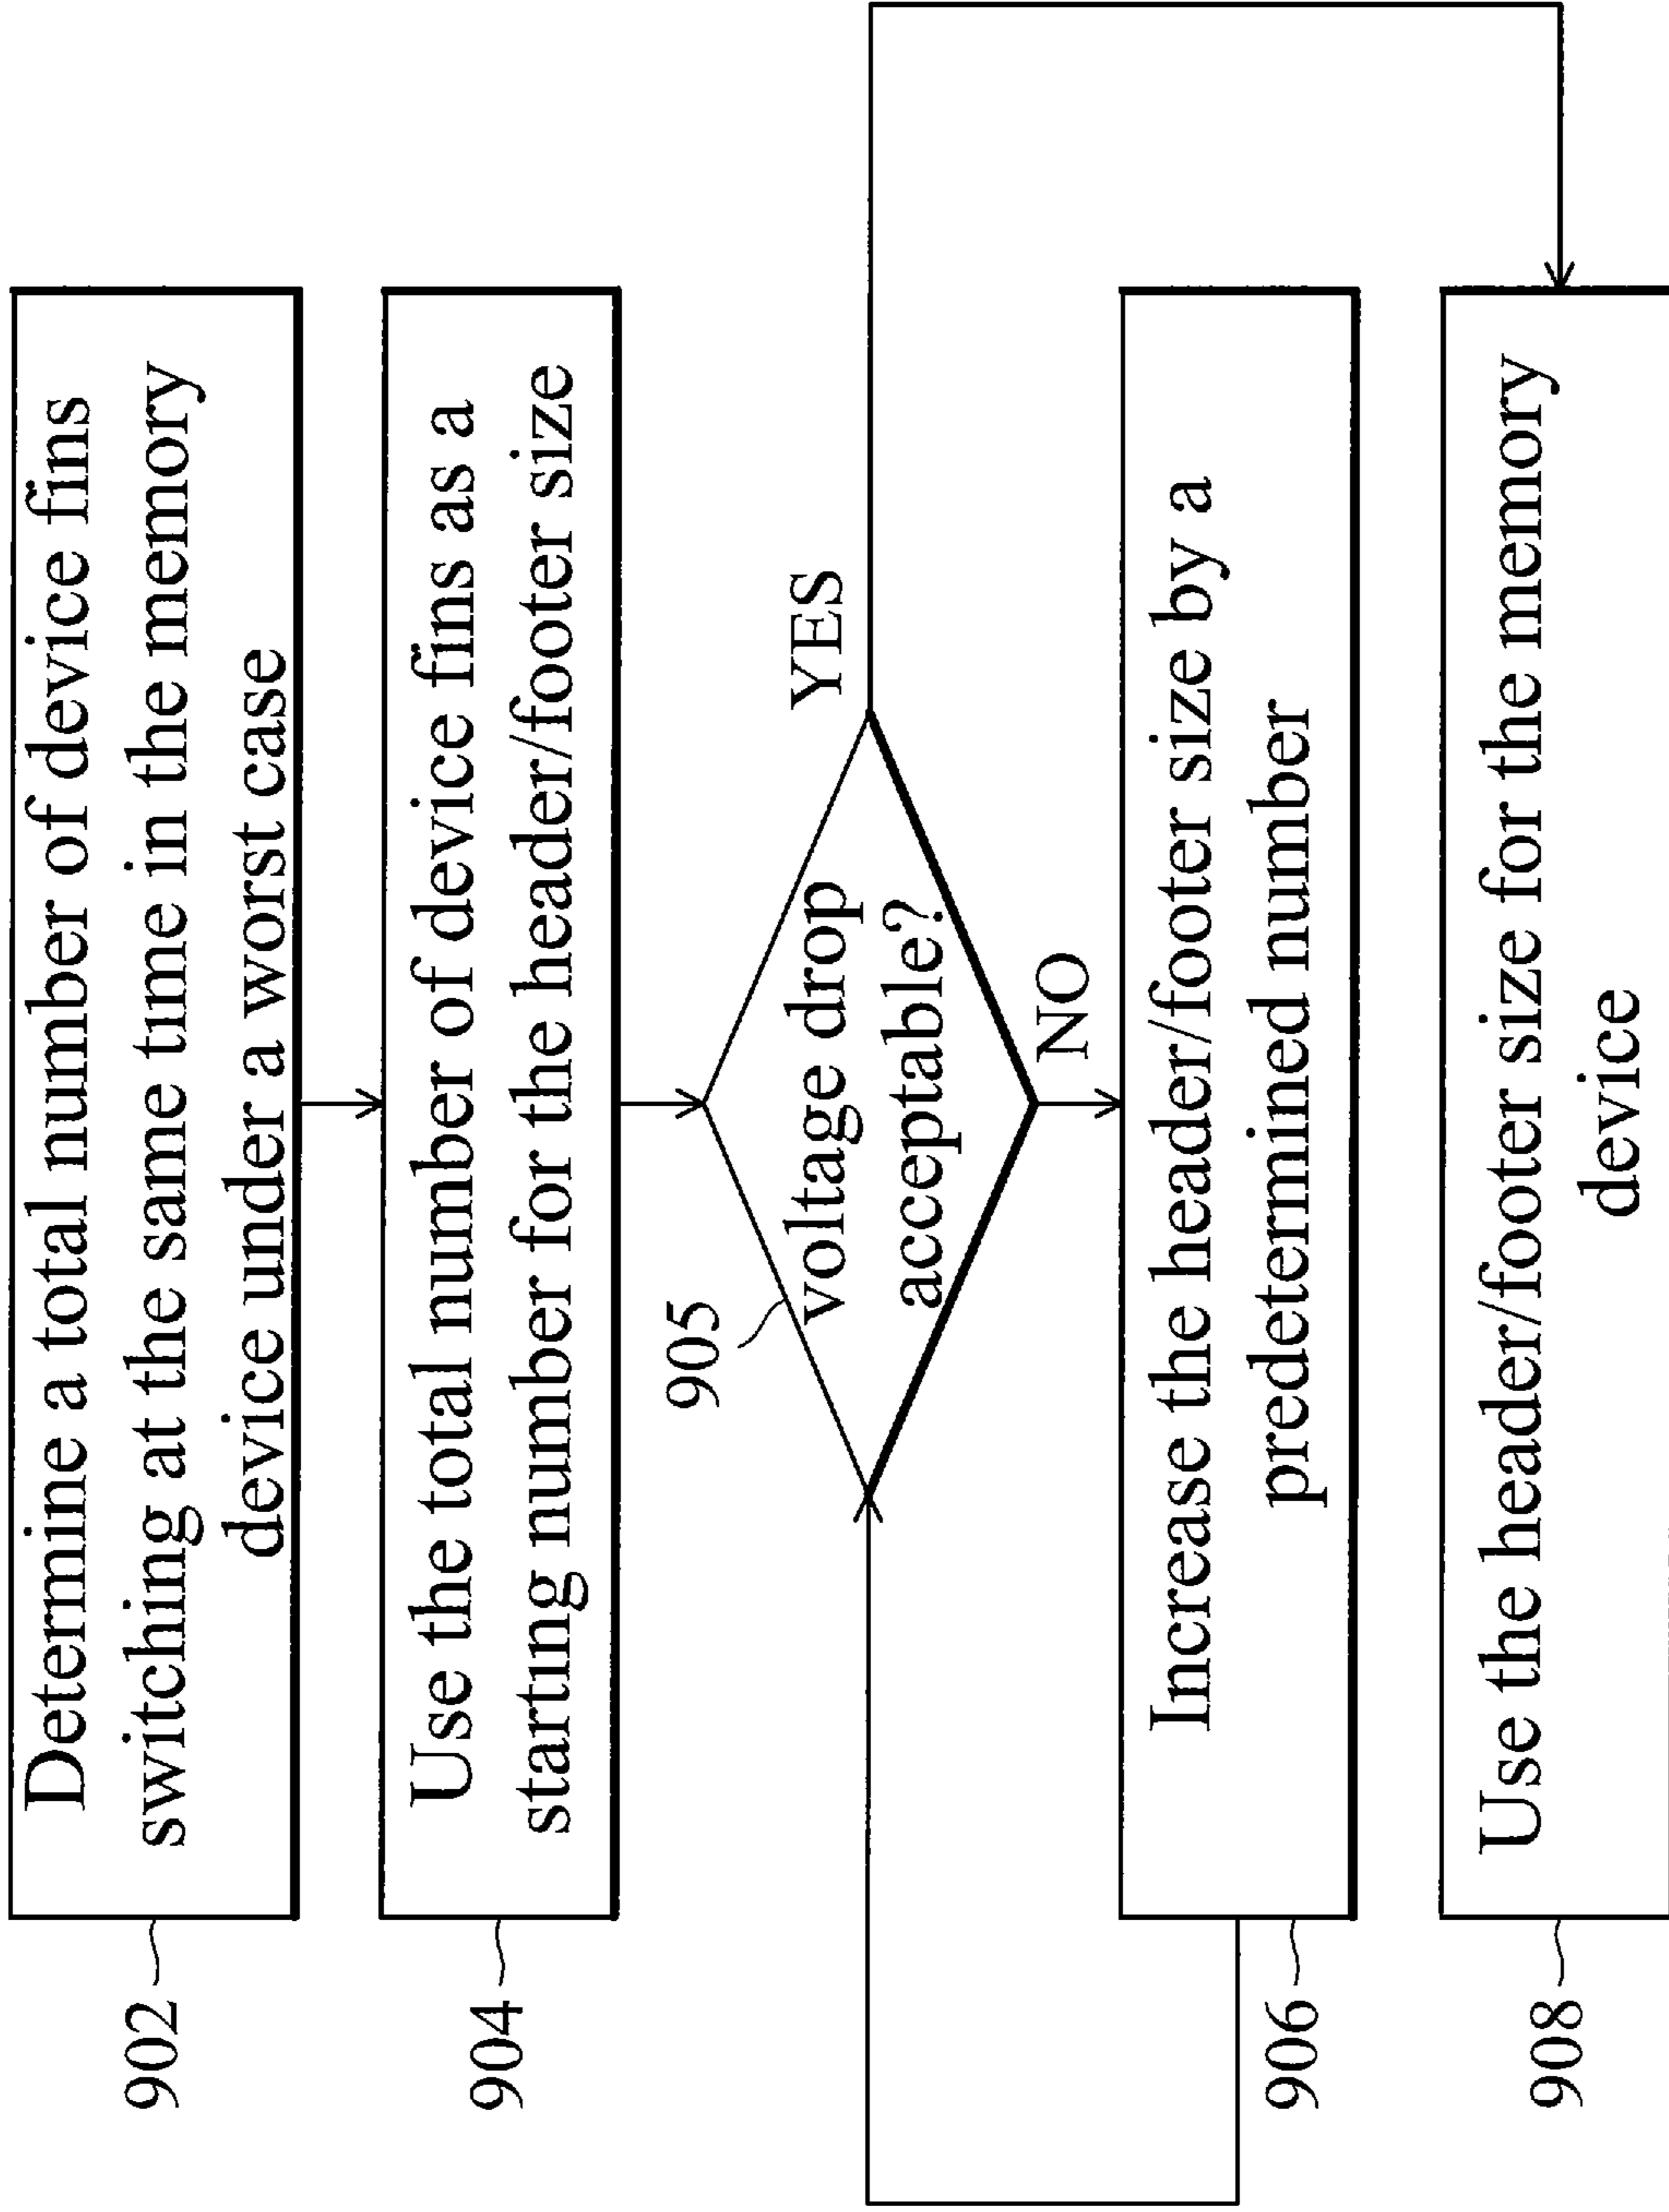 902
Determine a total number of device fins
switching at the same time in the memory
device under a worst case
904
Use the total number of device fins as a
starting number for the header/footer size
905
voltage drop
acceptable?
YES
NO
906
Increase the header/footer size by a
predetermined number
908
Use the header/footer size for the memory
device